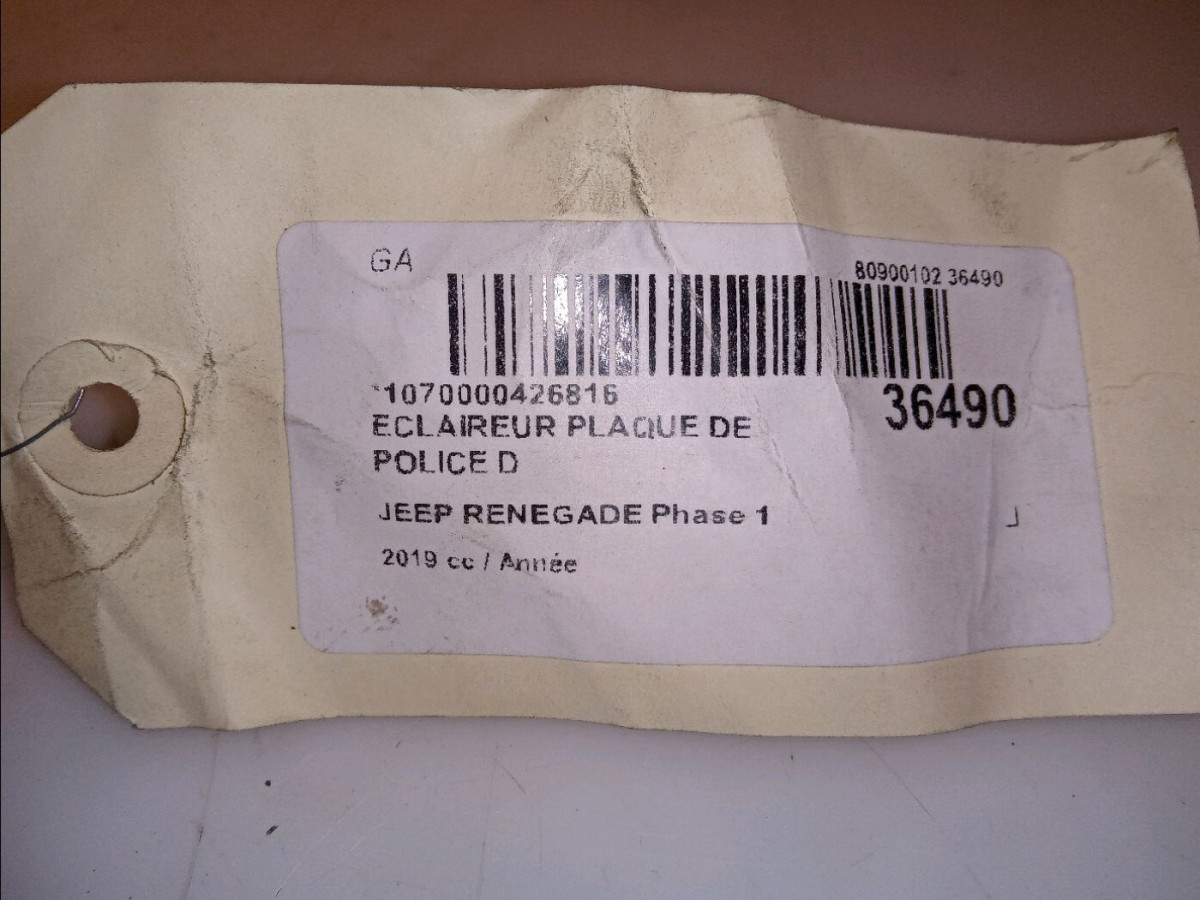 GA
80900102 36490
*1070000426816
36490
ECLAIREUR PLAQUE DE
POLICE D
JEEP RENEGADE Phase 1
2019 cc / Année